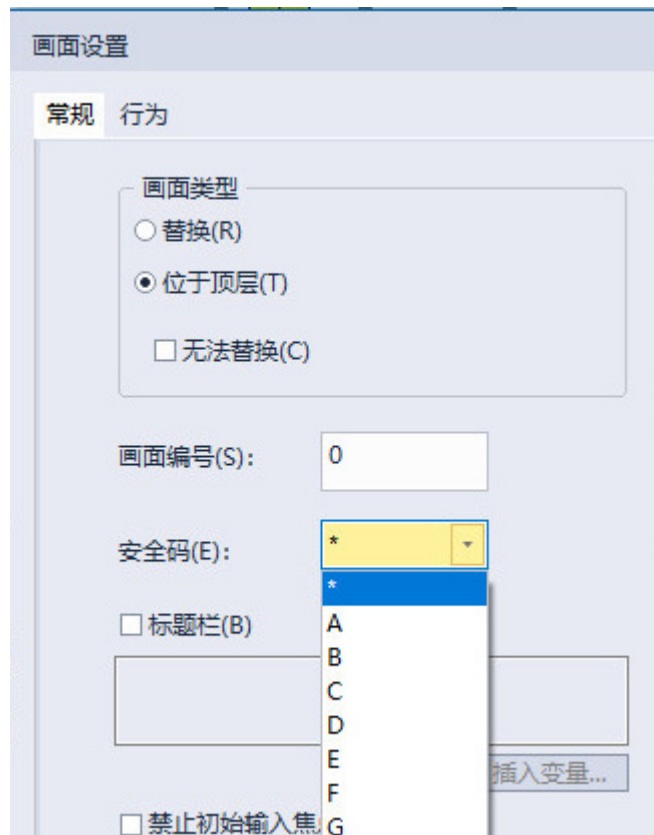 画面设置
常规 行为
画面类型
替换(R)
位于顶层(T)
无法替换(C)
画面编号(S): 0
安全码(E): *
*
标题栏(B) A
B
C
D
E
插入变量...
F
禁止初始输入焦 G